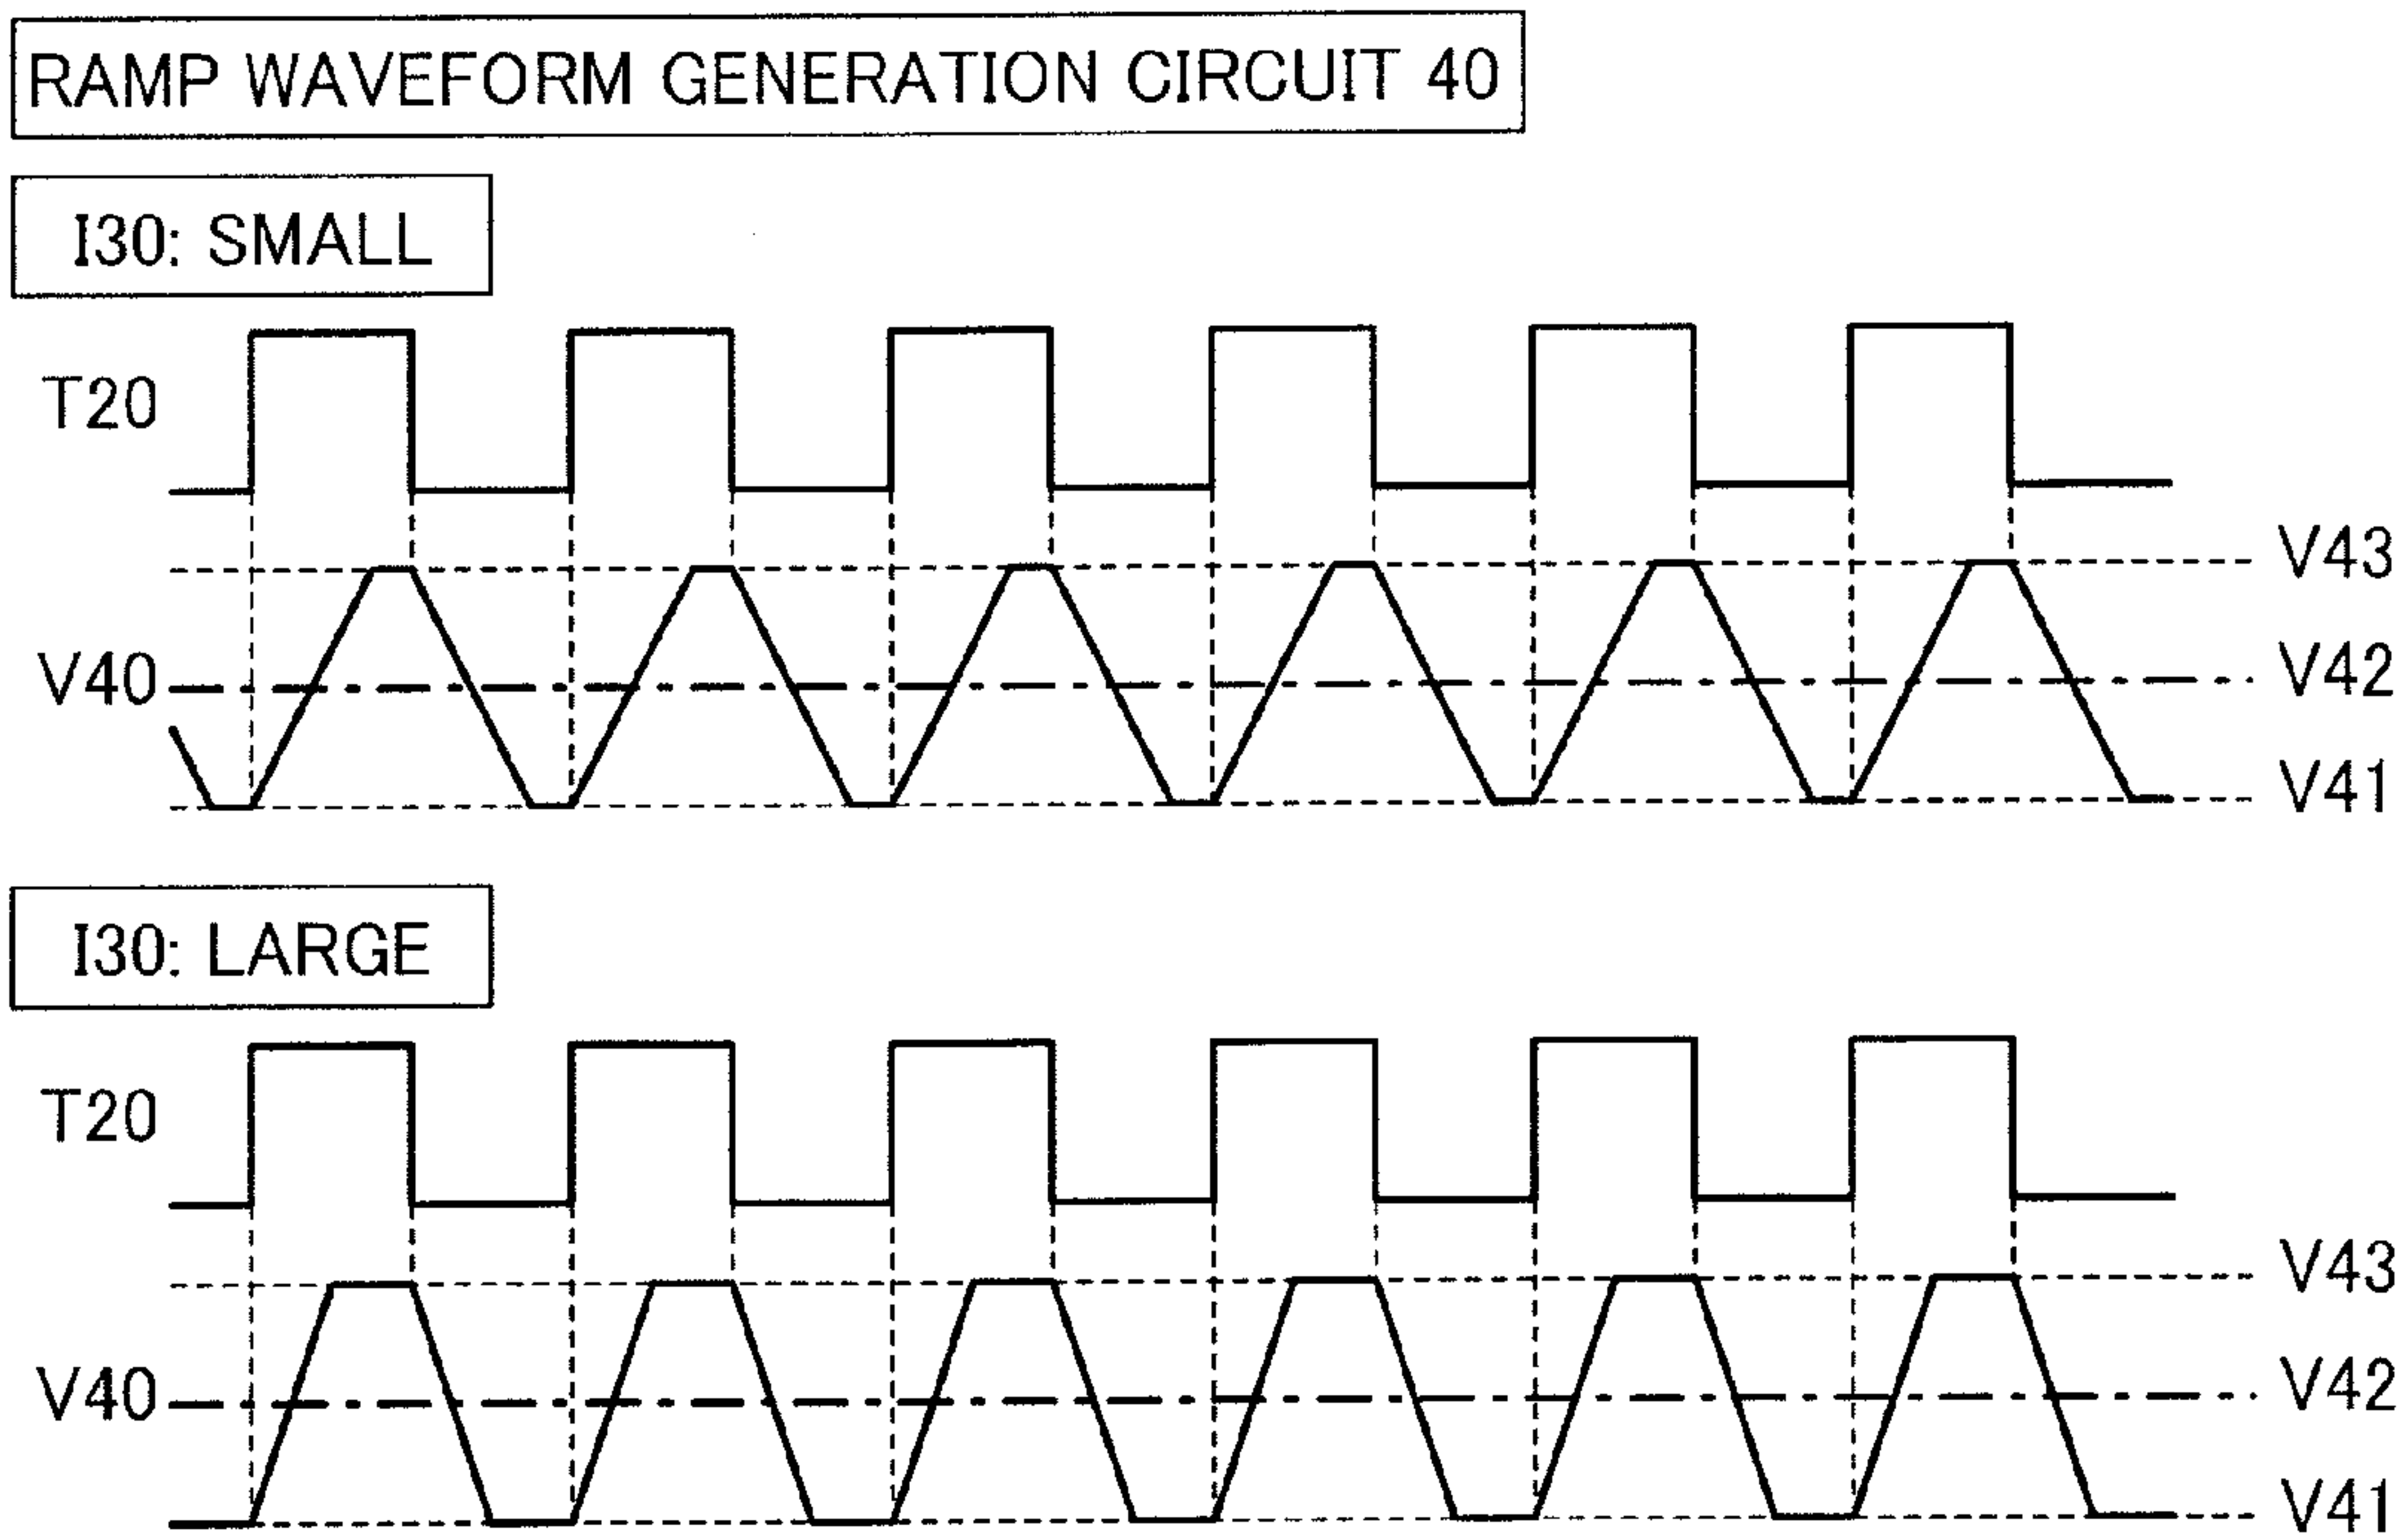 RAMP WAVEFORM GENERATION CIRCUIT 40
I30: SMALL
T20
V43
V40
V42
V41
I30: LARGE
T20
V43
V40
V42
V41